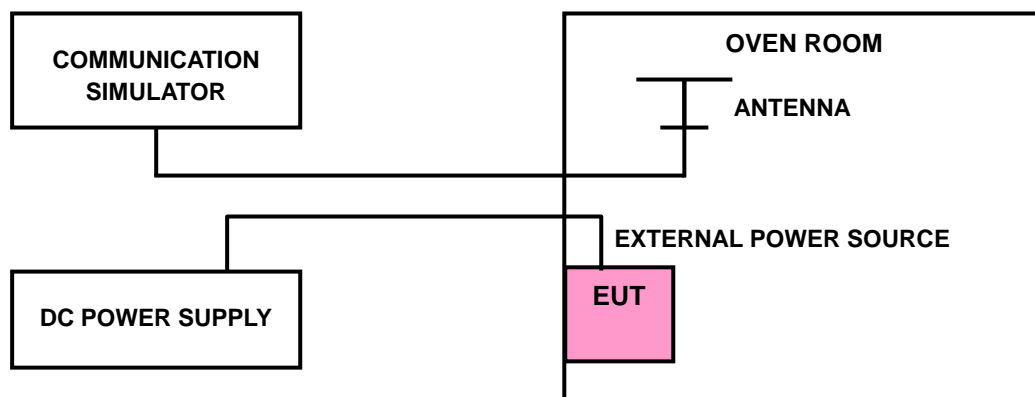 COMMUNICATION
SIMULATOR
OVEN ROOM
ANTENNA
EXTERNAL POWER SOURCE
DC POWER SUPPLY
EUT